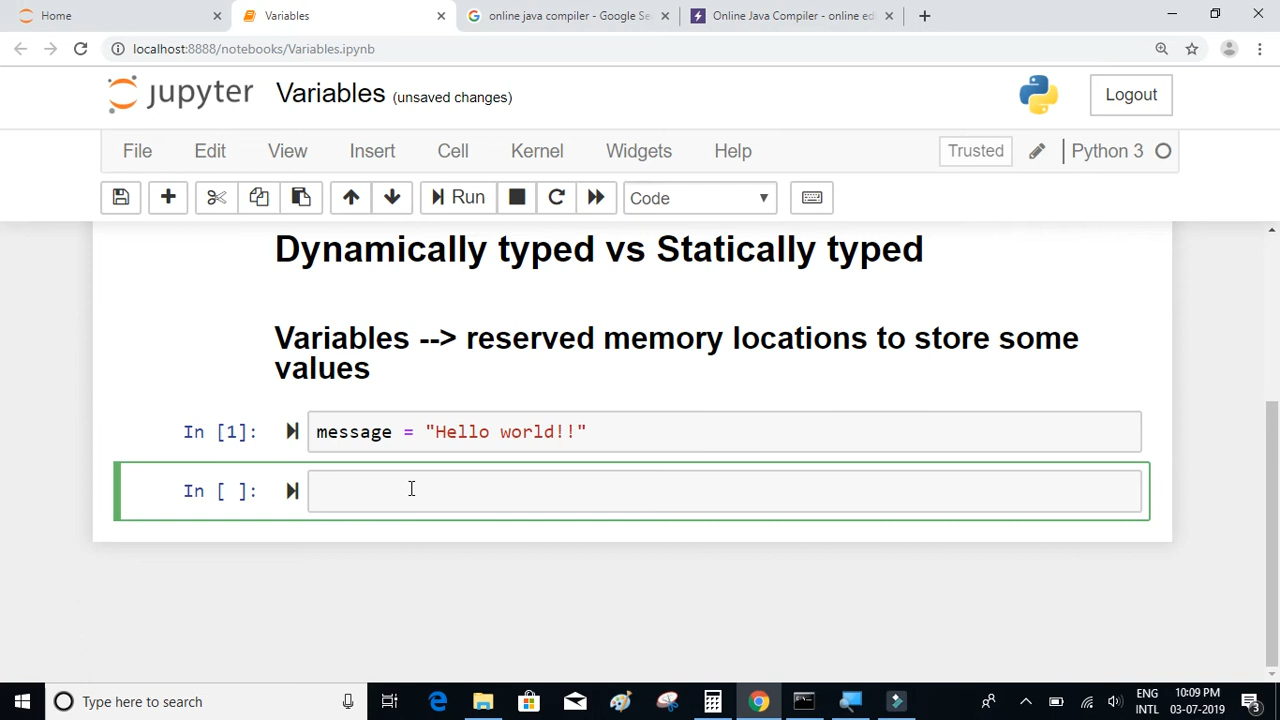 Home
Variables
online java compiler - Google Se
Online Java Compiler - online ed
localhost:8888/notebooks/Variables.ipynb
jupyter Variables (unsaved changes)
Logout
File Edit View Insert Cell Kernel Widgets Help Trusted Python 3
Run Code
Dynamically typed vs Statically typed
Variables --> reserved memory locations to store some
values
In [1]: message = "Hello world!!"
In [ ]:
Type here to search
ENG
INTL
10:09 PM
03-07-2019
3